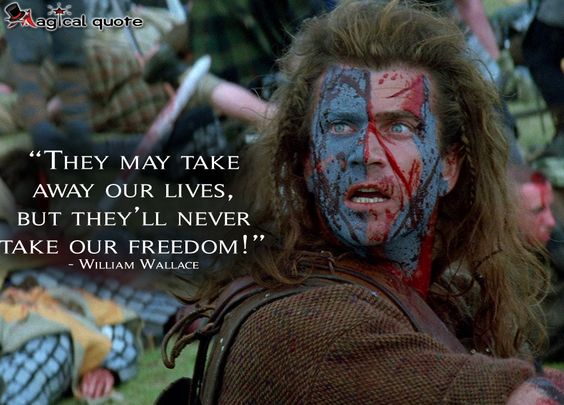 Magical quote
“They may take
away our lives,
but they’ll never
take our freedom!”
- William Wallace